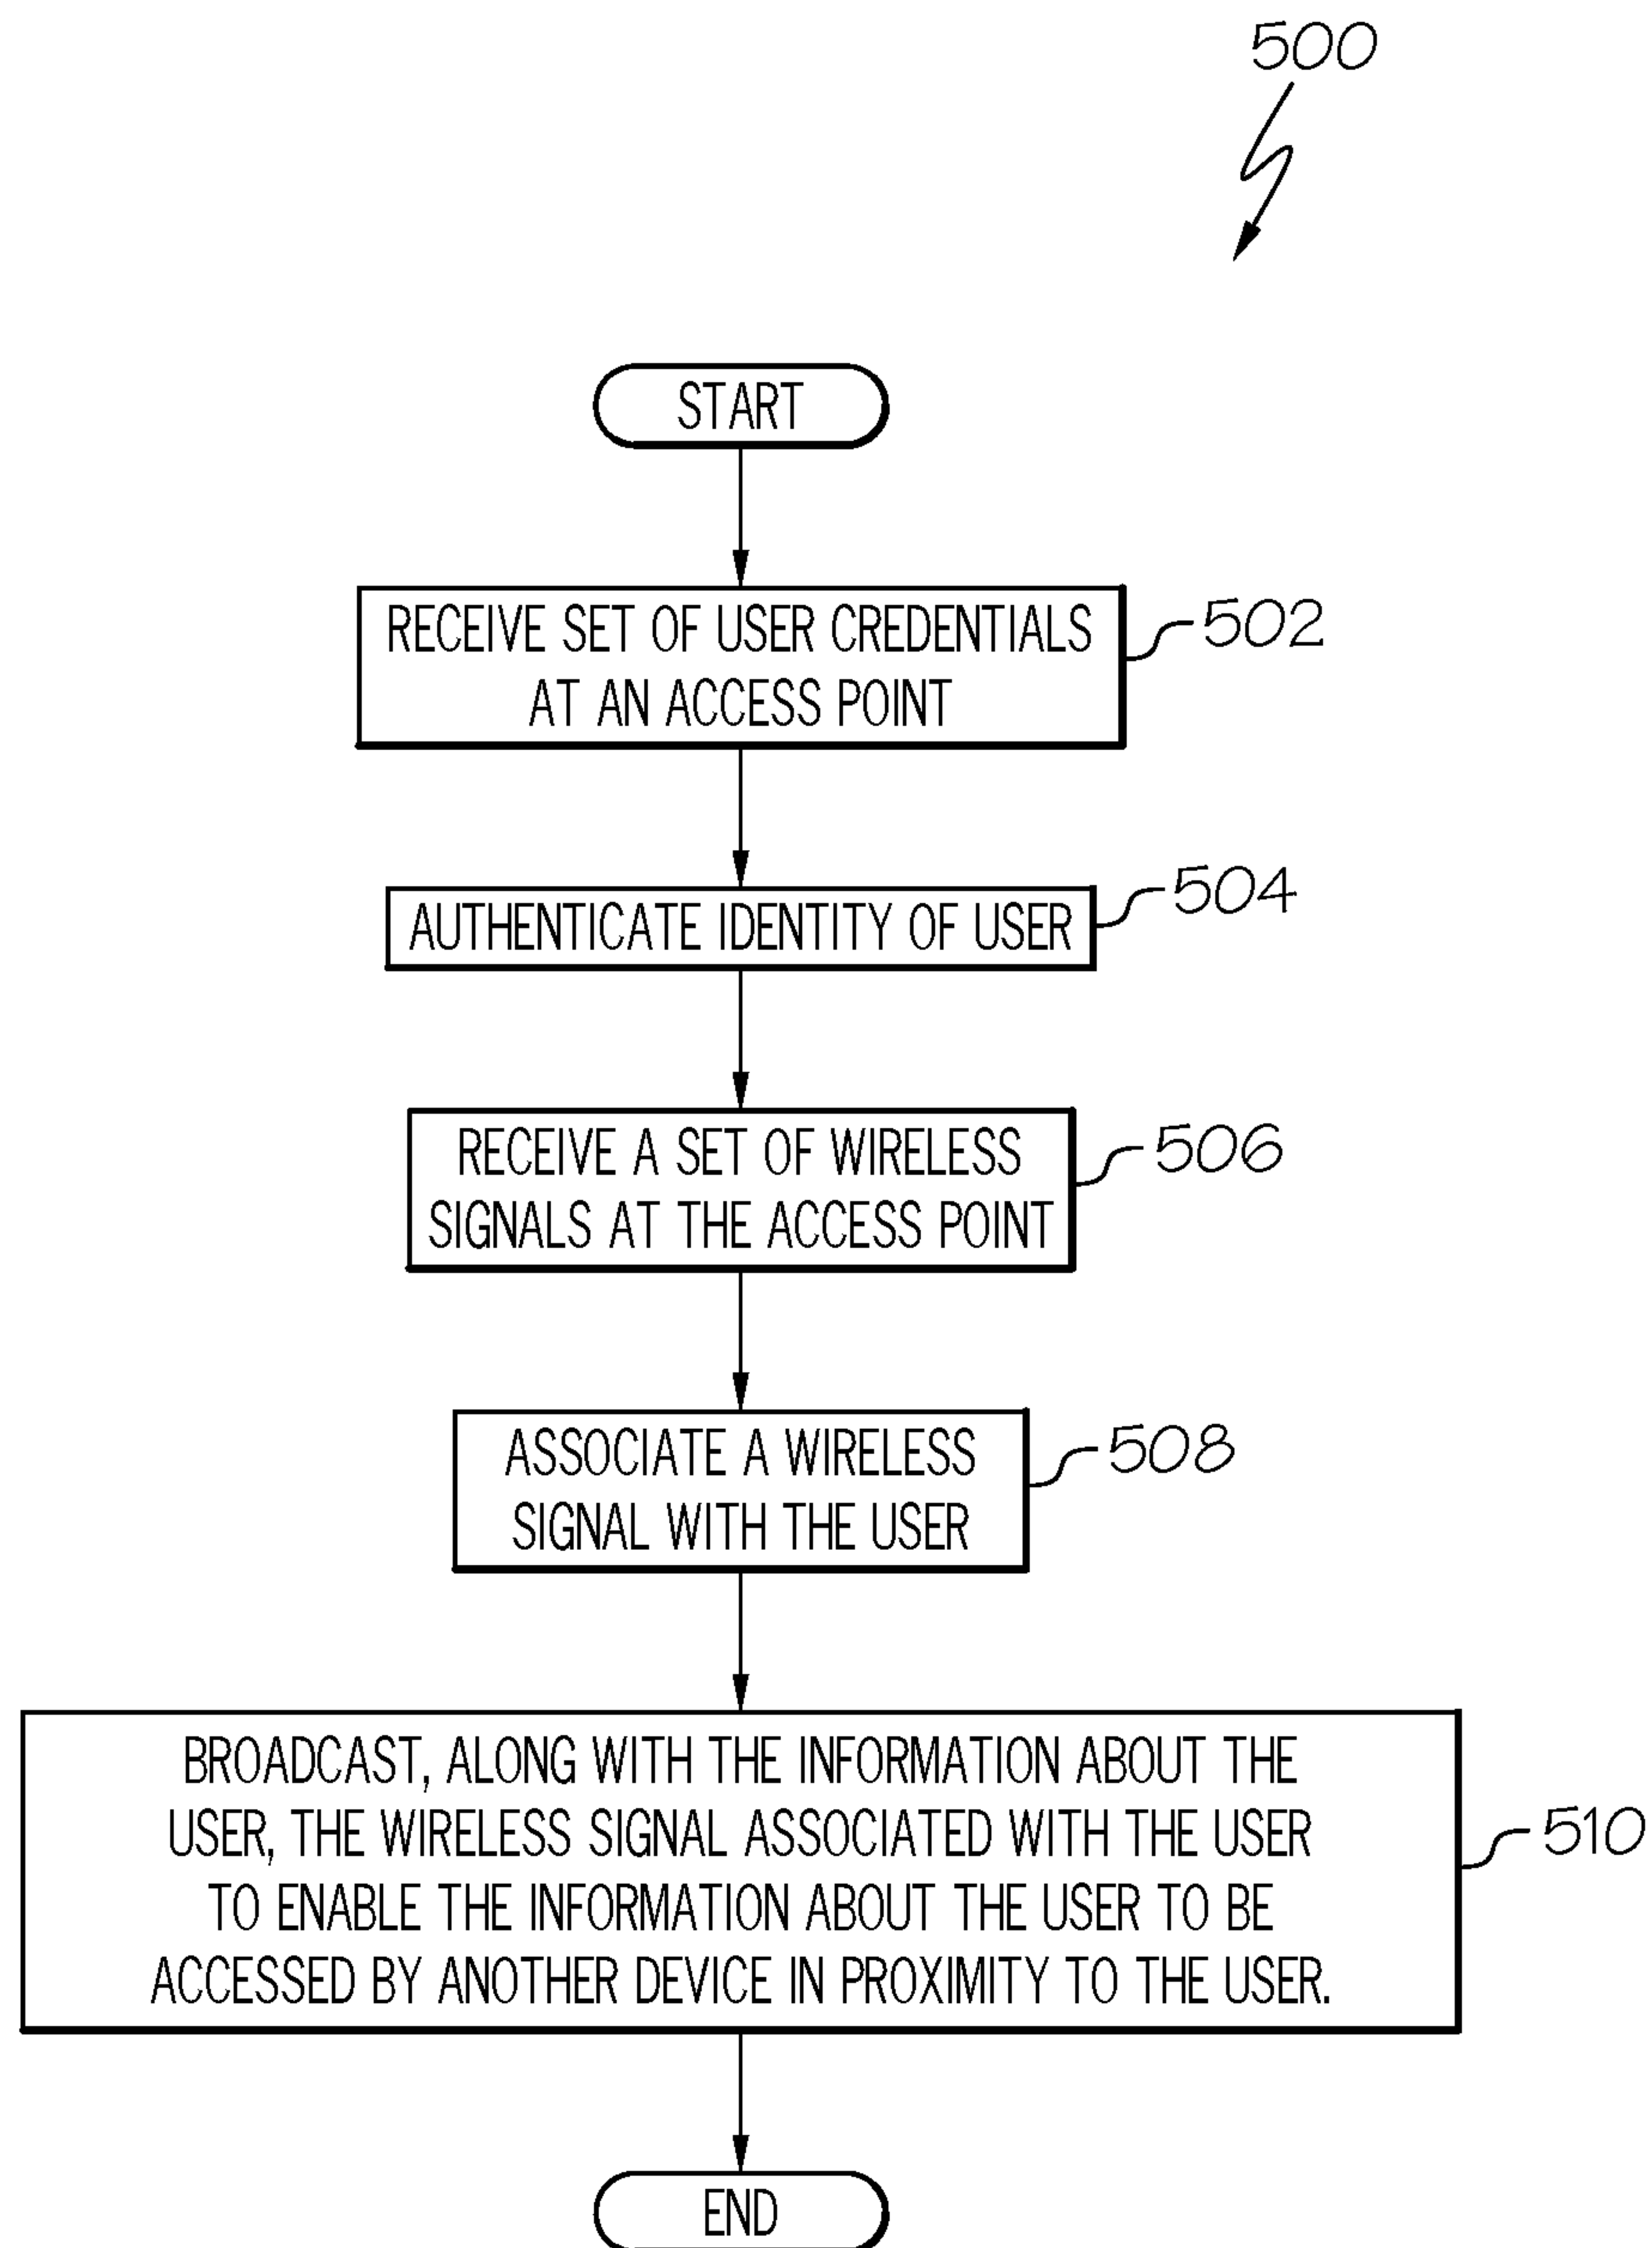 500
START
RECEIVE SET OF USER CREDENTIALS
AT AN ACCESS POINT
502
AUTHENTICATE IDENTITY OF USER
504
RECEIVE A SET OF WIRELESS
SIGNALS AT THE ACCESS POINT
506
ASSOCIATE A WIRELESS
SIGNAL WITH THE USER
508
BROADCAST, ALONG WITH THE INFORMATION ABOUT THE
USER, THE WIRELESS SIGNAL ASSOCIATED WITH THE USER
TO ENABLE THE INFORMATION ABOUT THE USER TO BE
ACCESSED BY ANOTHER DEVICE IN PROXIMITY TO THE USER.
510
END